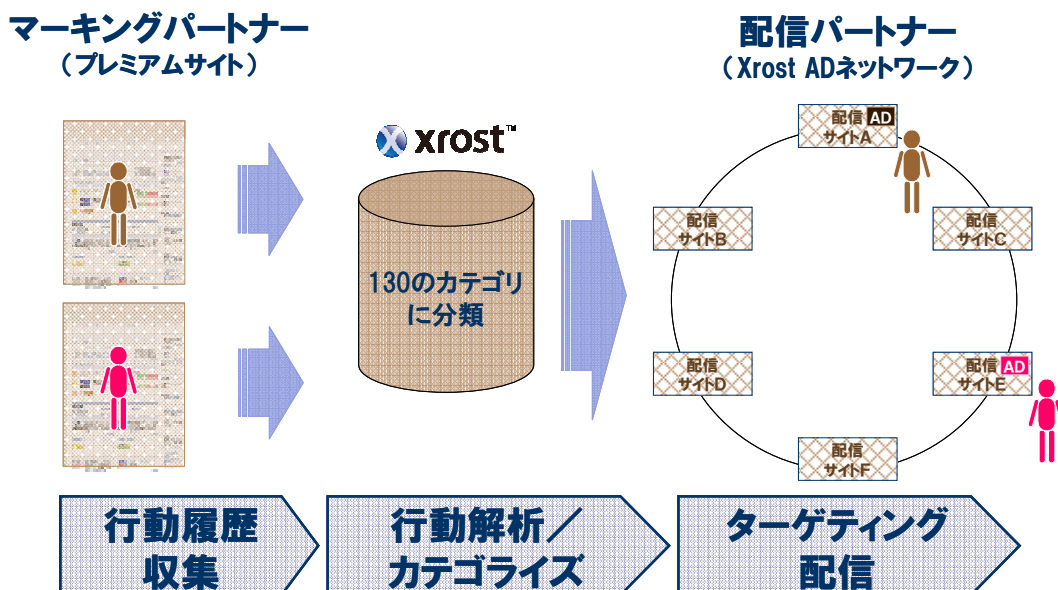 マーキングパートナー
（プレミアムサイト）
配信パートナー
（Xrost ADネットワーク）
xrost™
130のカテゴリ
に分類
配信 AD
サイトA
配信
サイトB
配信
サイトC
配信
サイトD
配信 AD
サイトE
配信
サイトF
行動履歴
収集
行動解析／
カテゴライズ
ターゲティング
配信